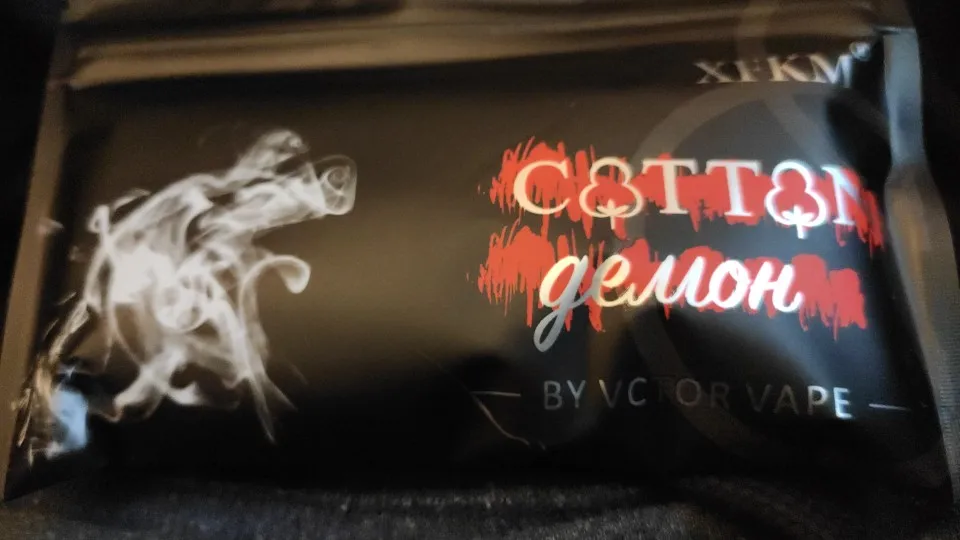 XFKM®
COTTON
демон
— BY VCTOR VAPE —